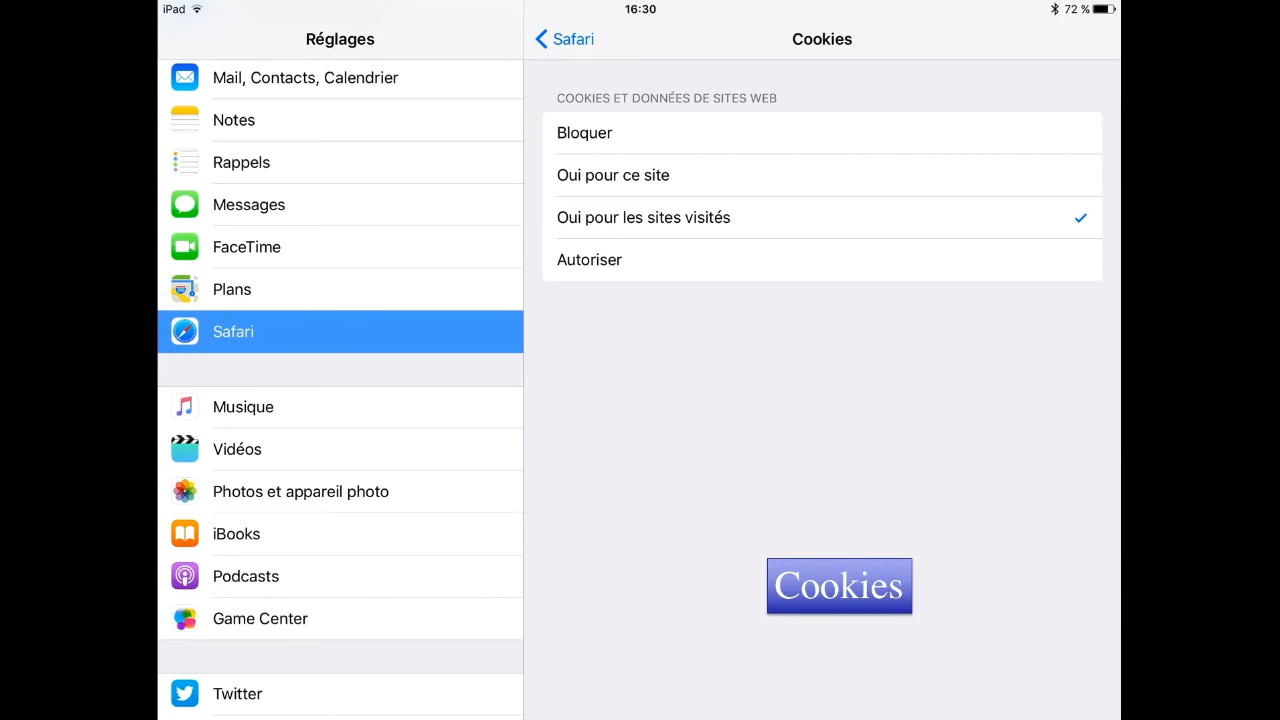 iPad 16:30 72 %
Réglages
Mail, Contacts, Calendrier
Notes
Rappels
Messages
FaceTime
Plans
Safari
Musique
Vidéos
Photos et appareil photo
iBooks
Podcasts
Game Center
Twitter
Safari
Cookies
COOKIES ET DONNÉES DE SITES WEB
Bloquer
Oui pour ce site
Oui pour les sites visités
Autoriser
Cookies